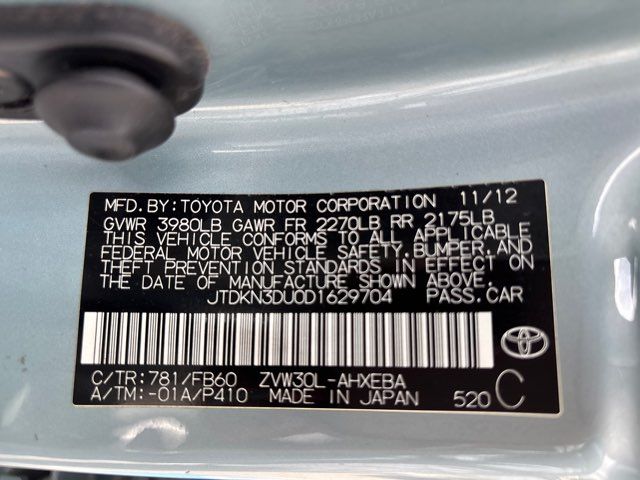 MFD.BY:TOYOTA MOTOR CORPORATION 11/12
GVWR 3980LB GAWR FR 2270LB RR 2175LB
THIS VEHICLE CONFORMS TO ALL APPLICABLE
FEDERAL MOTOR VEHICLE SAFETY,BUMPER,AND
THEFT PREVENTION STANDARDS IN EFFECT ON
THE DATE OF MANUFACTURE SHOWN ABOVE.
JTDKN3DU0D1629704 PASS.CAR
C/TR:781/FB60 ZVW30L-AHXEBA
A/TM:-01A/P410 MADE IN JAPAN 520 C